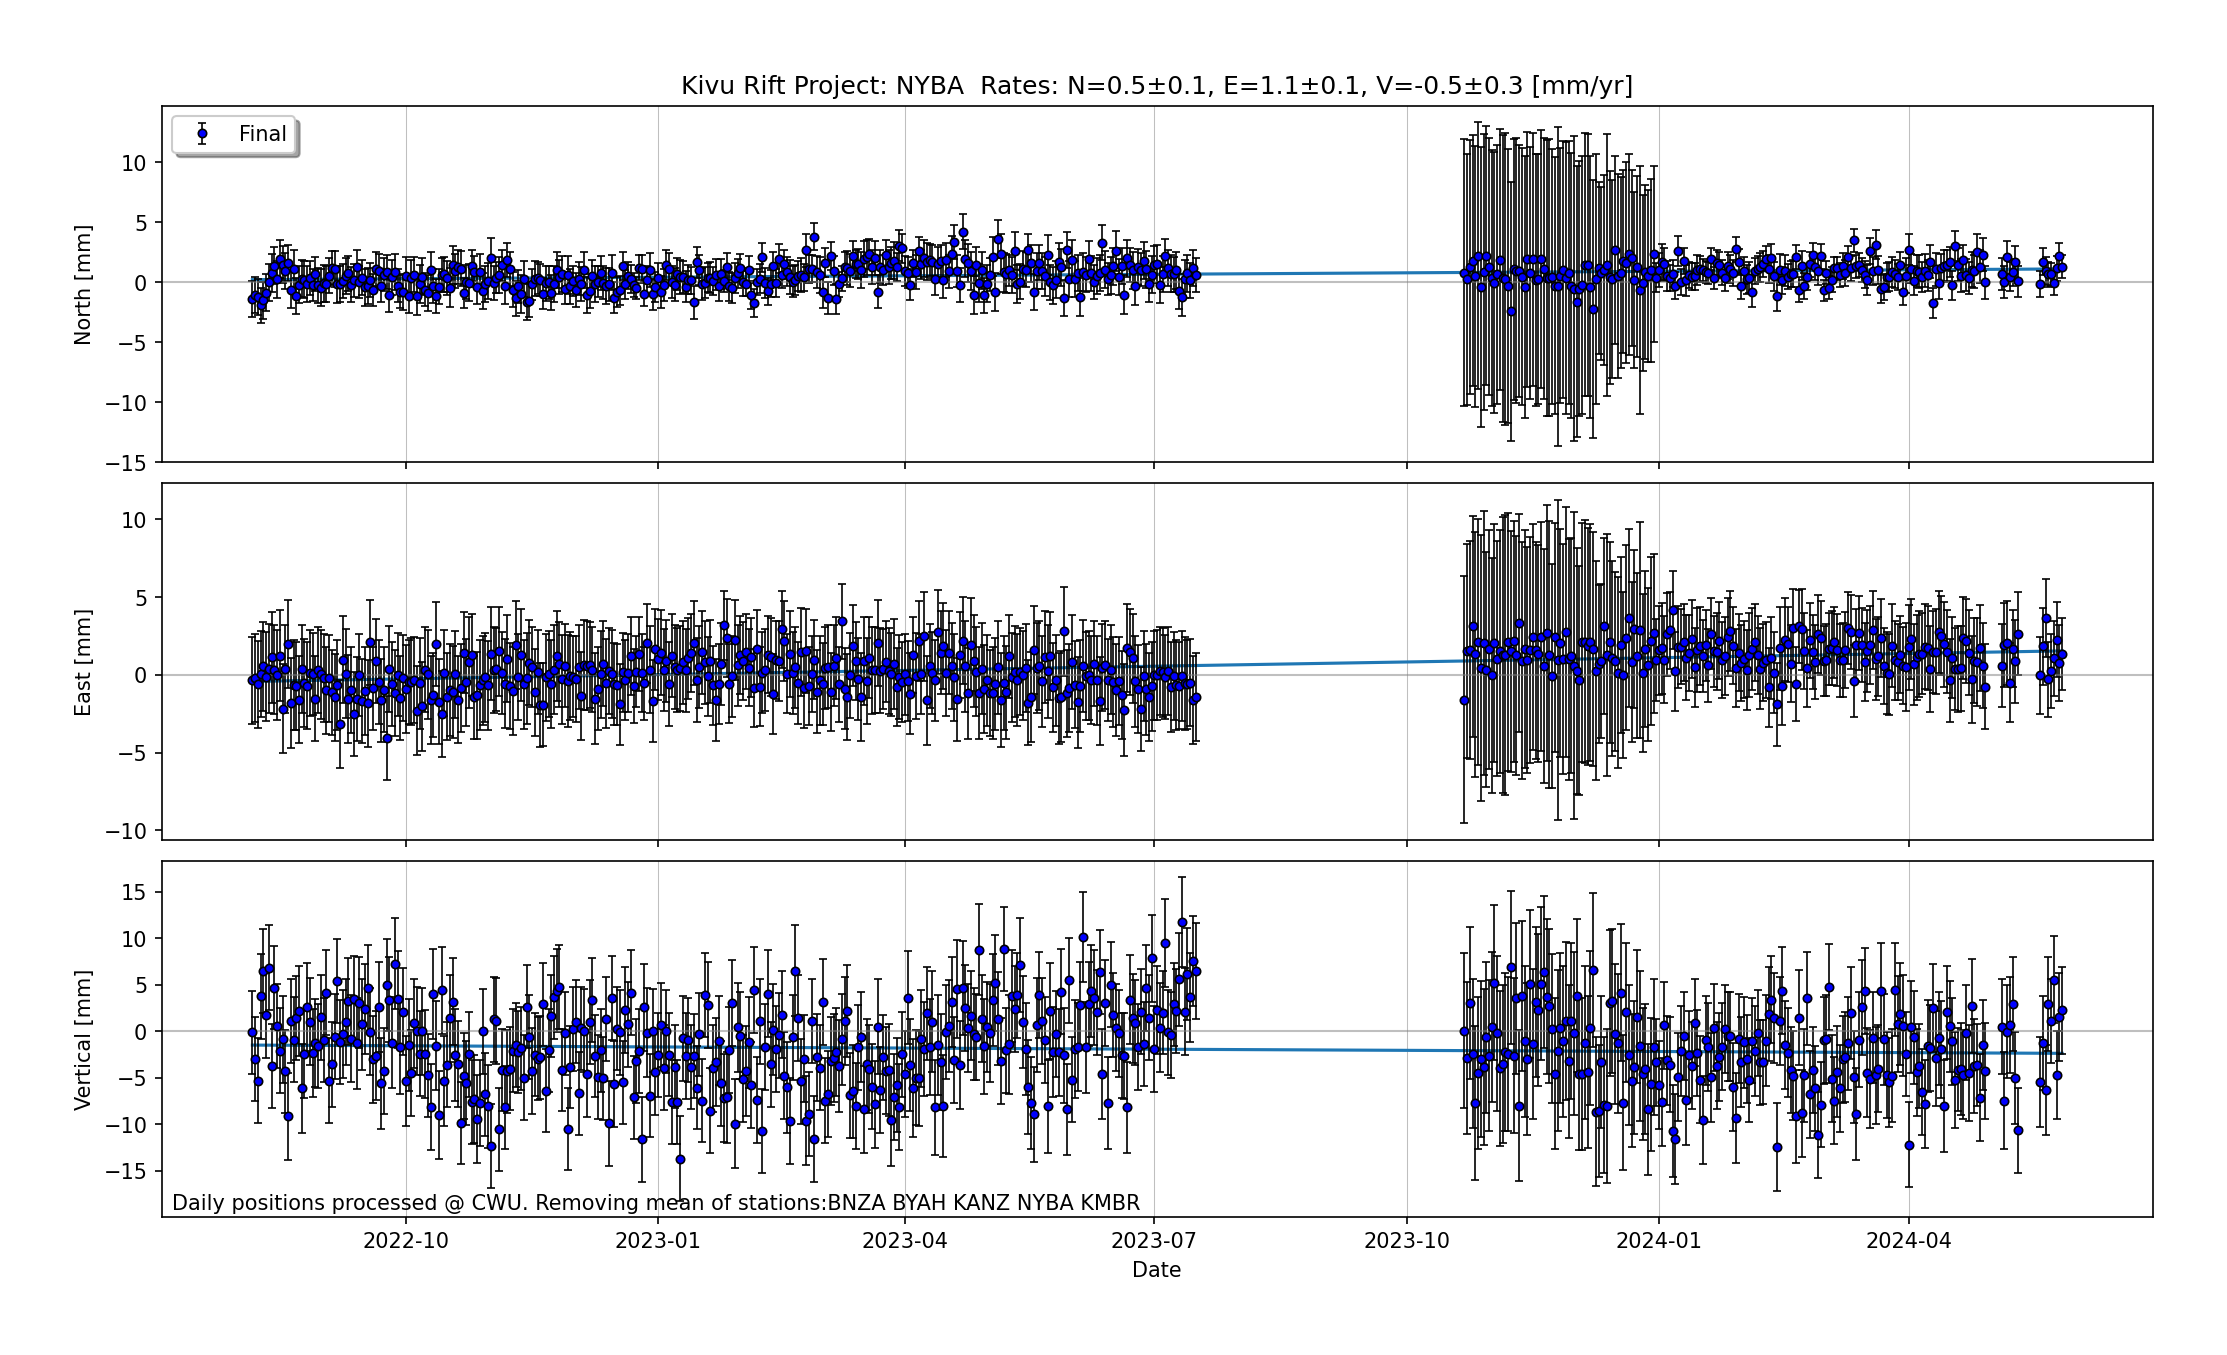 Kivu Rift Project: NYBA  Rates: N=0.5±0.1, E=1.1±0.1, V=-0.5±0.3 [mm/yr]
Final
North [mm]
10
5
0
−5
−10
−15
East [mm]
10
5
0
−5
−10
Vertical [mm]
15
10
5
0
−5
−10
−15
Daily positions processed @ CWU. Removing mean of stations:BNZA BYAH KANZ NYBA KMBR
2022-10 2023-01 2023-04 2023-07 2023-10 2024-01 2024-04
Date